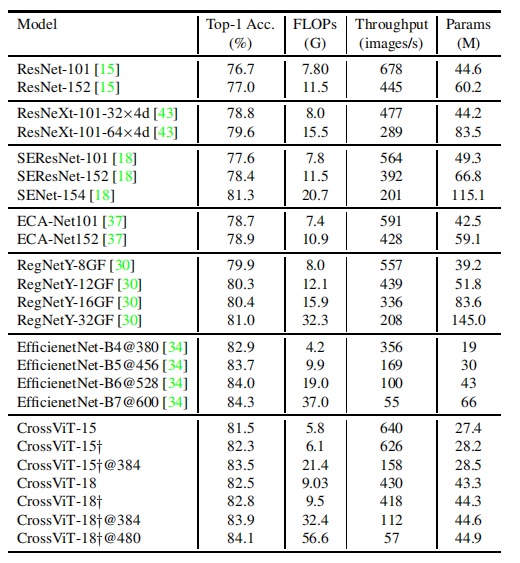 Model Top-1 Acc. FLOPs Throughput Params
(%) (G) (images/s) (M)
ResNet-101 [15] 76.7 7.80 678 44.6
ResNet-152 [15] 77.0 11.5 445 60.2
ResNeXt-101-32×4d [43] 78.8 8.0 477 44.2
ResNeXt-101-64×4d [43] 79.6 15.5 289 83.5
SEResNet-101 [18] 77.6 7.8 564 49.3
SEResNet-152 [18] 78.4 11.5 392 66.8
SENet-154 [18] 81.3 20.7 201 115.1
ECA-Net101 [37] 78.7 7.4 591 42.5
ECA-Net152 [37] 78.9 10.9 428 59.1
RegNetY-8GF [30] 79.9 8.0 557 39.2
RegNetY-12GF [30] 80.3 12.1 439 51.8
RegNetY-16GF [30] 80.4 15.9 336 83.6
RegNetY-32GF [30] 81.0 32.3 208 145.0
EfficienetNet-B4@380 [34] 82.9 4.2 356 19
EfficienetNet-B5@456 [34] 83.7 9.9 169 30
EfficienetNet-B6@528 [34] 84.0 19.0 100 43
EfficienetNet-B7@600 [34] 84.3 37.0 55 66
CrossViT-15 81.5 5.8 640 27.4
CrossViT-15† 82.3 6.1 626 28.2
CrossViT-15†@384 83.5 21.4 158 28.5
CrossViT-18 82.5 9.03 430 43.3
CrossViT-18† 82.8 9.5 418 44.3
CrossViT-18†@384 83.9 32.4 112 44.6
CrossViT-18†@480 84.1 56.6 57 44.9